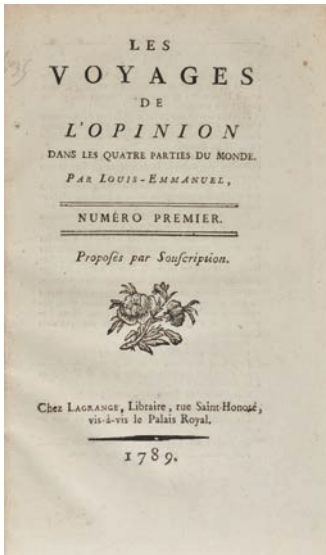 LES
VOYAGES
DE
L'OPINION
DANS LES QUATRE PARTIES DU MONDE.
PAR LOUIS-EMMANUEL,
NUMÉRO PREMIER.
Proposés par Souſcription.
Chez LAGRANGE, Libraire, rue Saint-Honoré,
vis-à-vis le Palais Royal.
1789.